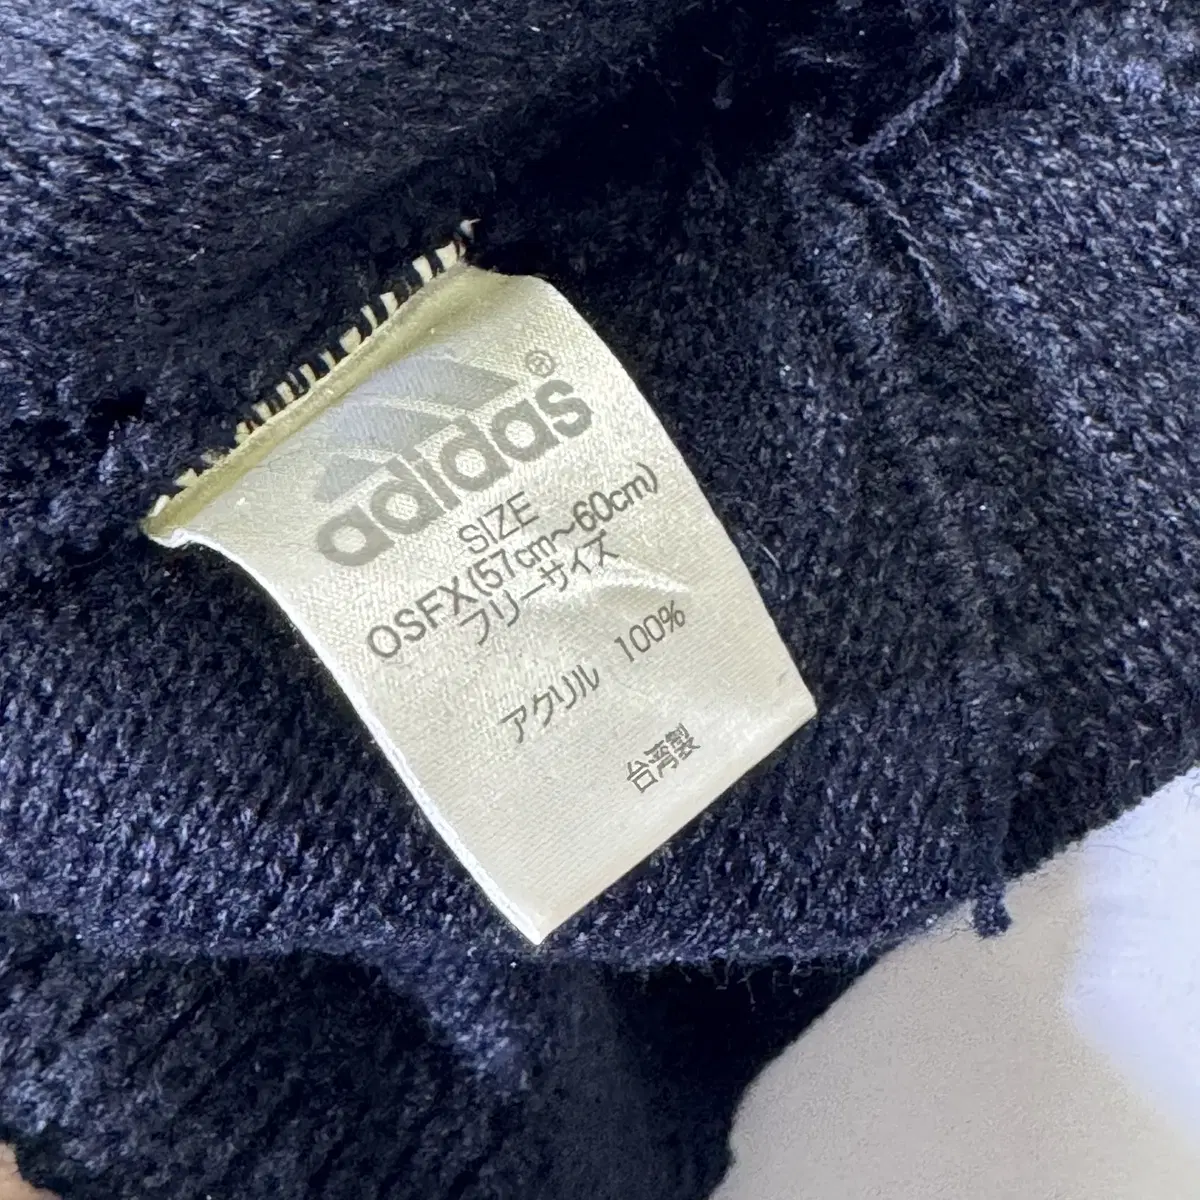 adidas®
SIZE
OSFX(57cm~60cm)
フリーサイズ
アクリル 100%
台湾製